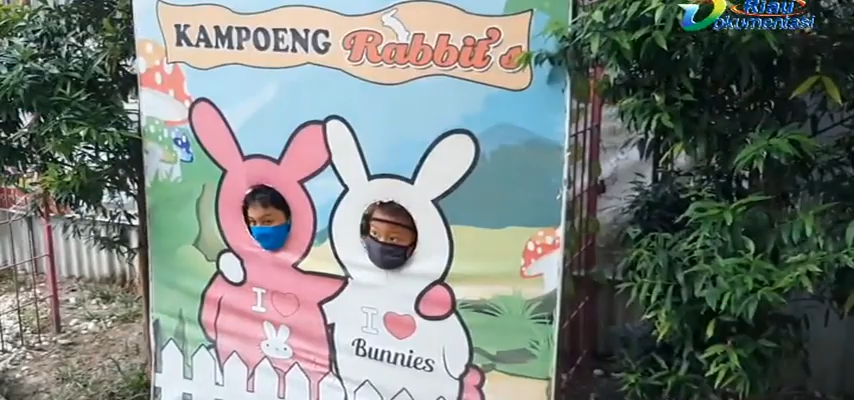 Riau
Dokumentasi
KAMPOENG Rabbit's
I
I
Bunnies